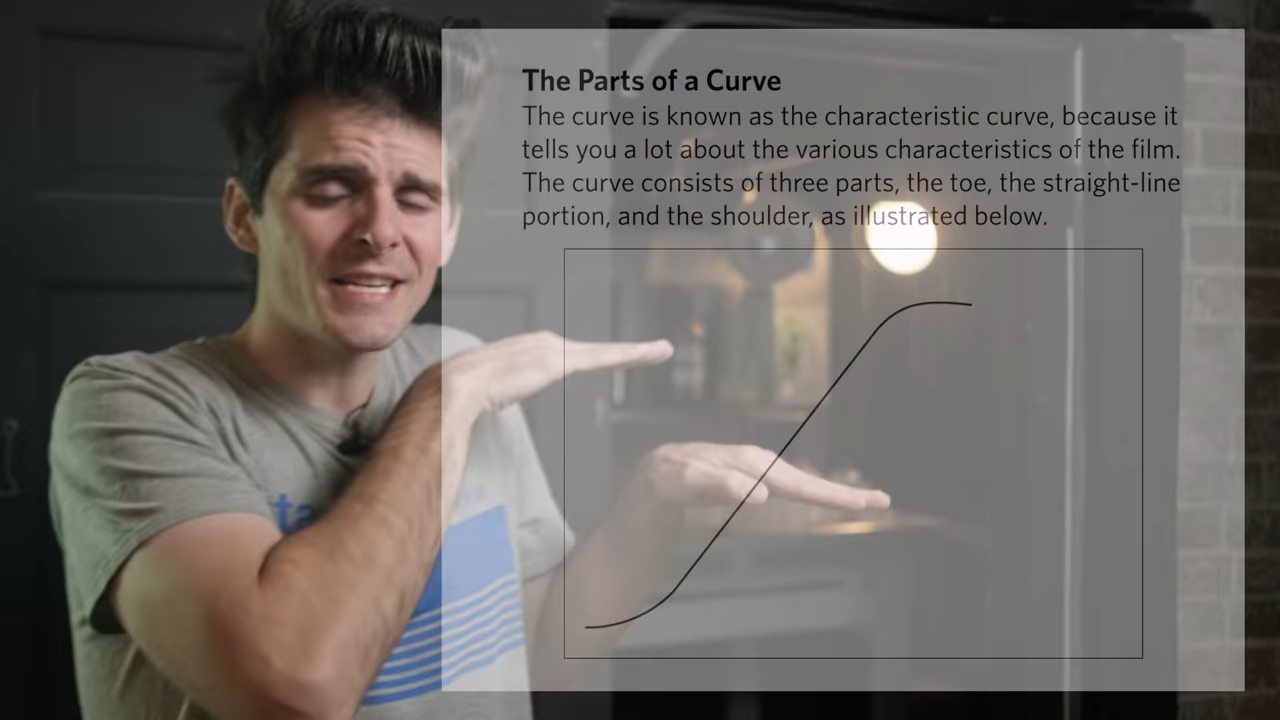 The Parts of a Curve
The curve is known as the characteristic curve, because it
tells you a lot about the various characteristics of the film.
The curve consists of three parts, the toe, the straight-line
portion, and the shoulder, as illustrated below.
ta